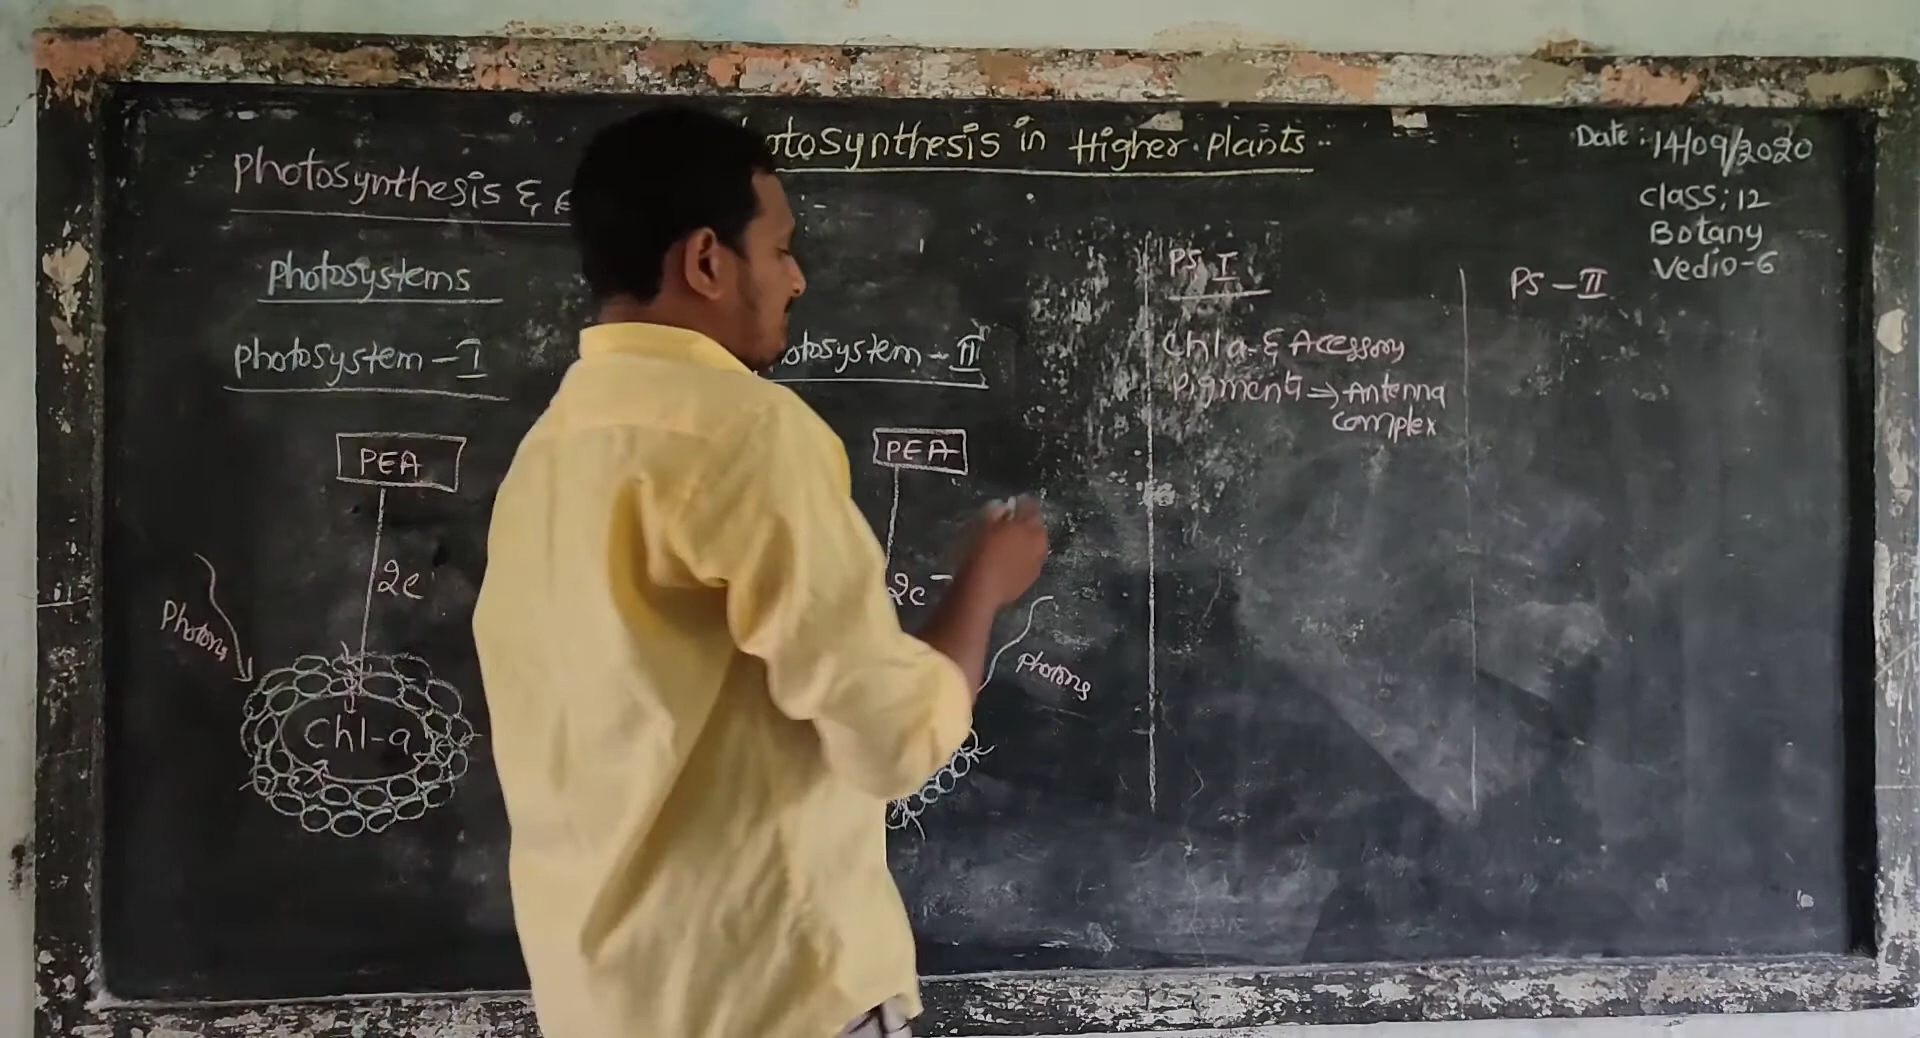 otosynthesis in Higher plants
Date: 14/09/2020
class; 12
Botany
Vedio-6
photosynthesis &
photosystems
photosystem - I
otosystem - II
PEA
2e
photons
Chl-a
PEA
2e-
photons
PS I
Chl a & Acessory
Pigments → Antenna
complex
PS - II